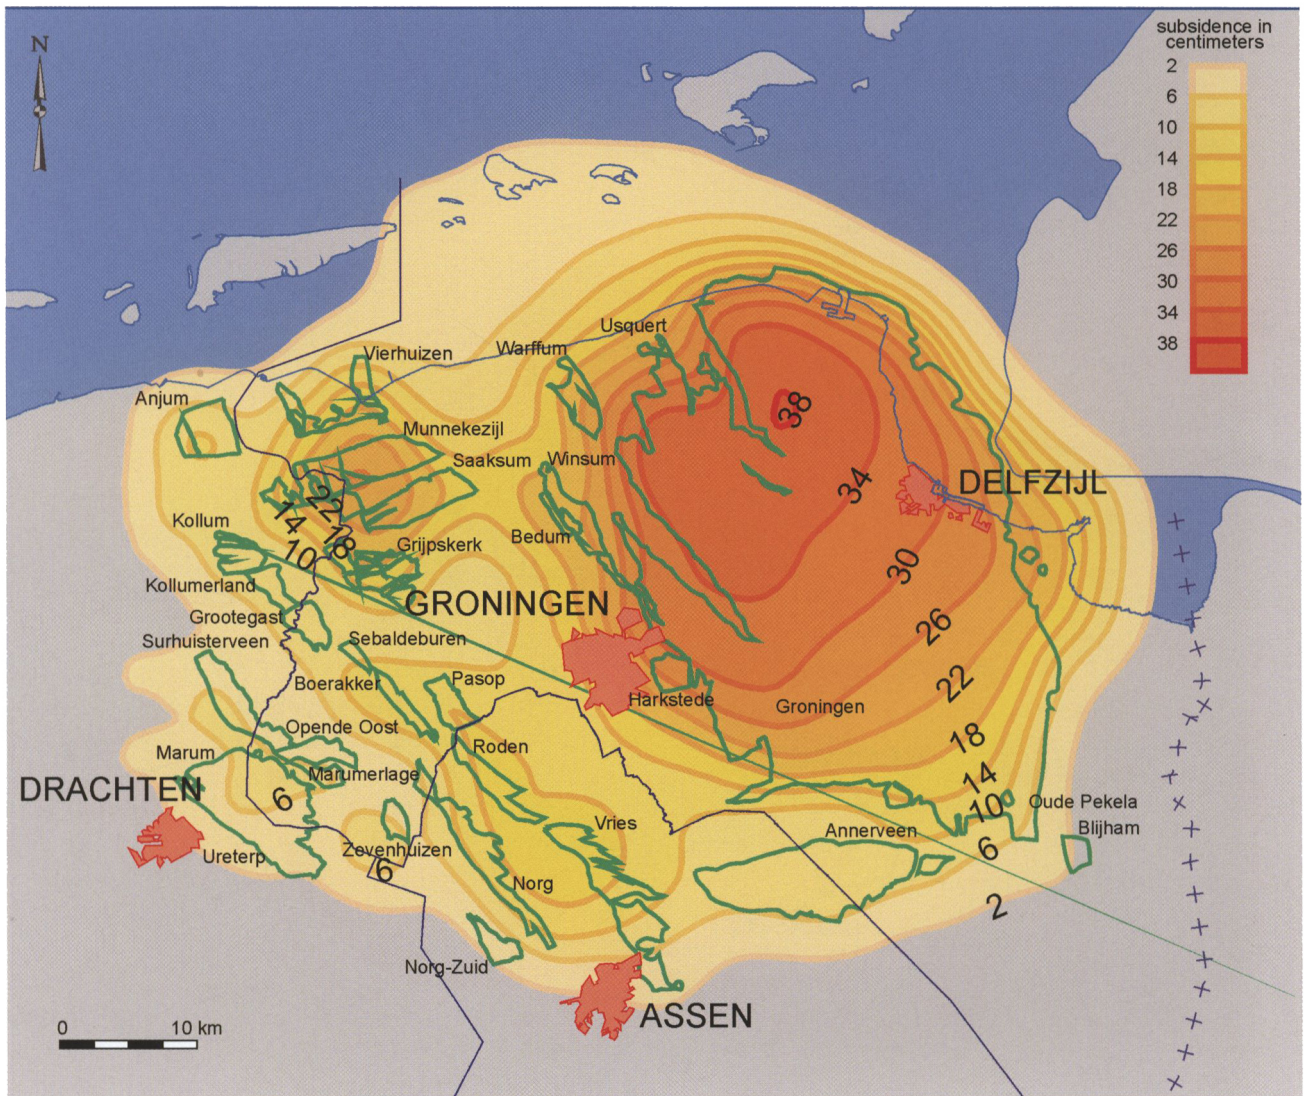 subsidence in
centimeters
N
2
6
10
14
18
22
26
30
34
38
Usquert
Warffum
Vierhuizen
Anjum
38
Munnekezijl
Saaksum
Winsum
DELFZIJL
34
22
14
18
10
Kollum
Bedum
Grijpskerk
30
Kollumerland
GRONINGEN
Grootegast
26
Surhuisterveen
Sebaldeburen
Boerakker
Pasop
22
Harkstede
Groningen
Opende Oost
18
Roden
Marum
Marumerlage
14
DRACHTEN
6
10
Oude Pekela
Vries
Annerveen
Blijham
Zevenhuizen
6
Ureterp
6
Norg
2
Norg-Zuid
ASSEN
0 10 km